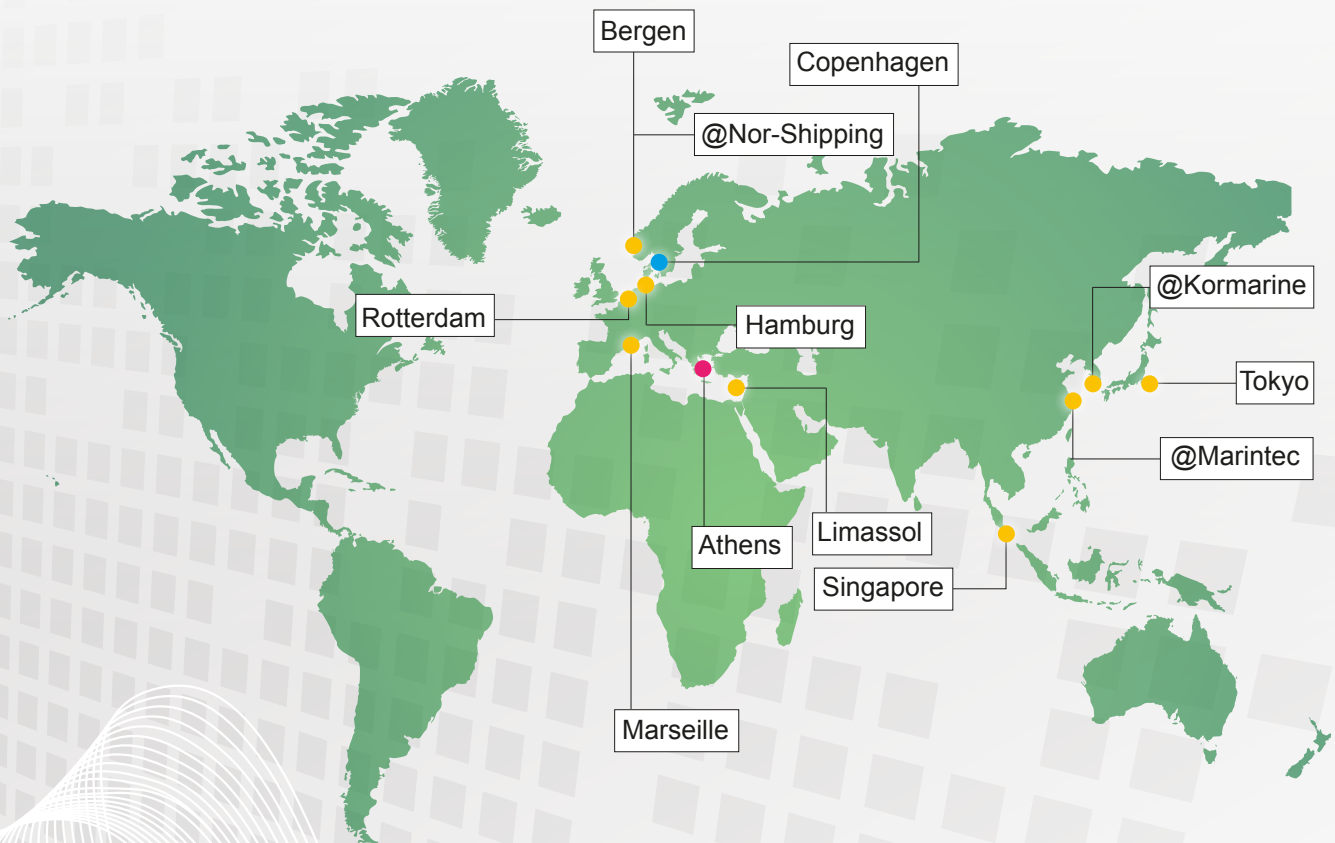 Bergen
Copenhagen
@Nor-Shipping
@Kormarine
Rotterdam
Hamburg
Tokyo
@Marintec
Athens
Limassol
Singapore
Marseille